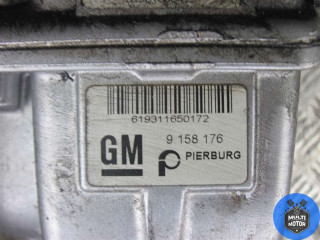 619311650172
GM 9 158 176
PIERBURG
MULTI
MOTOR